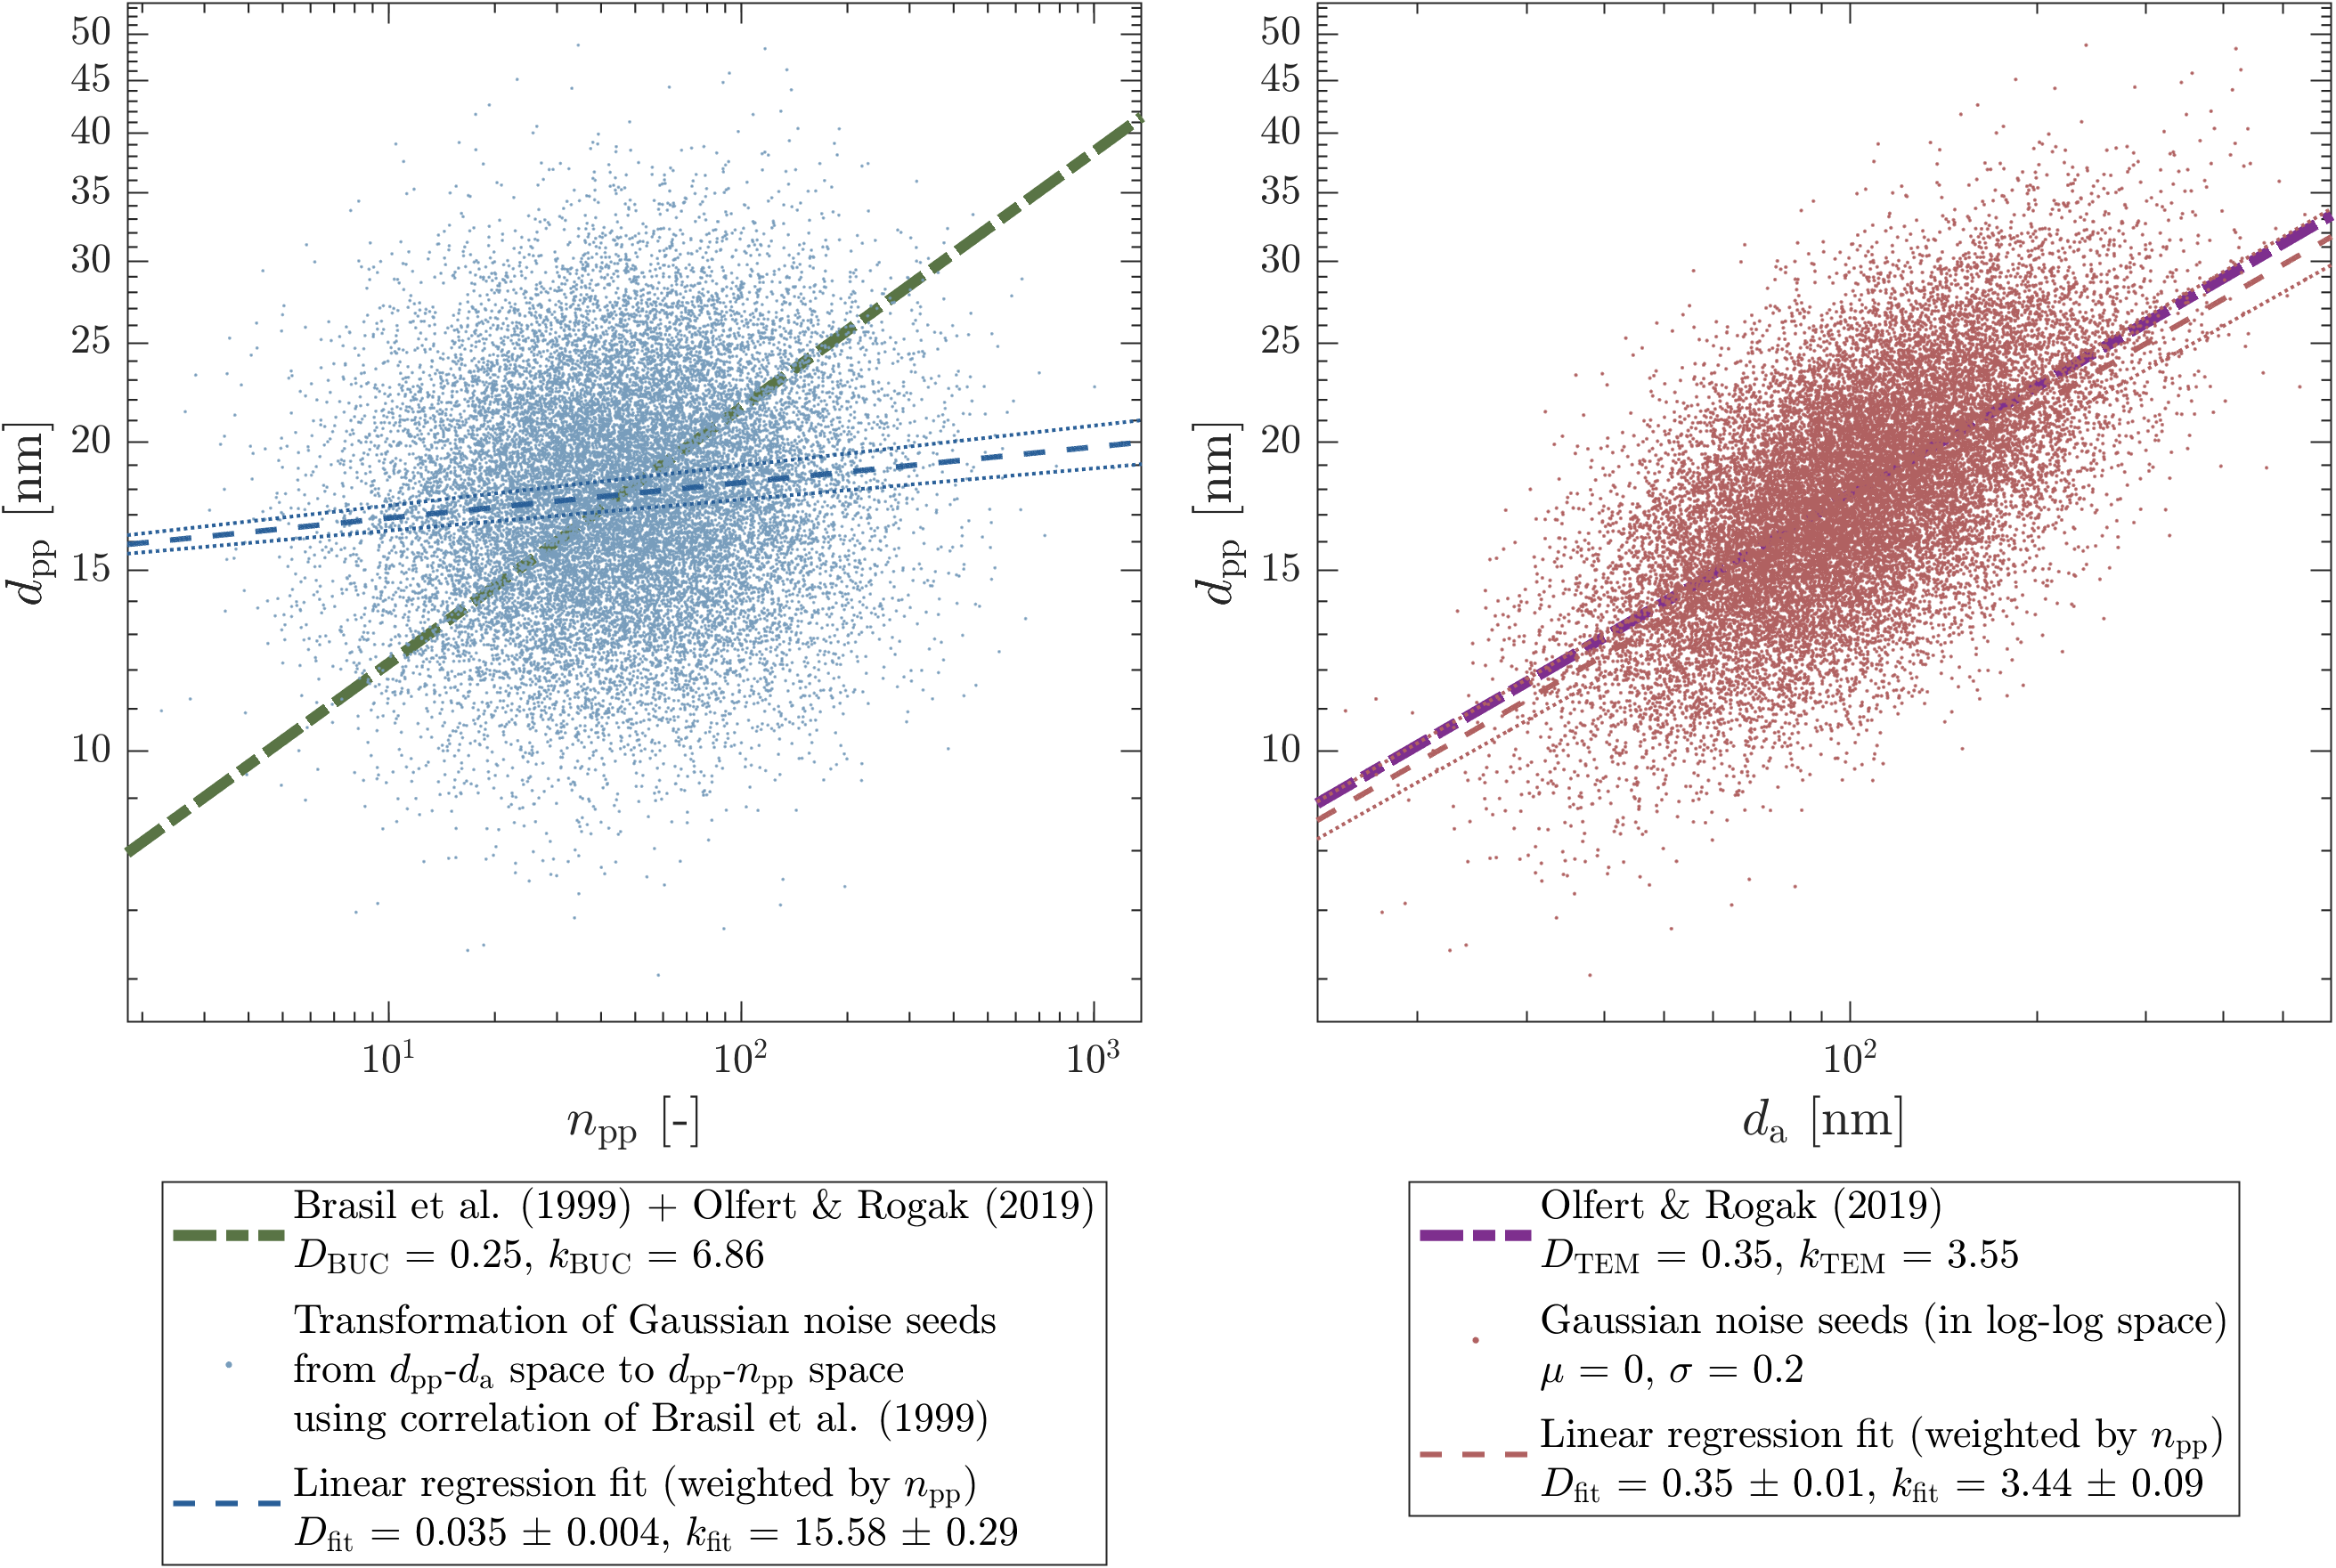 50
45
40
35
30
25
20
15
10
d_pp [nm]
10^1
10^2
10^3
n_pp [-]
50
45
40
35
30
25
20
15
10
d_pp [nm]
10^2
d_a [nm]
Brasil et al. (1999) + Olfert & Rogak (2019)
D_BUC = 0.25, k_BUC = 6.86
Transformation of Gaussian noise seeds
from d_pp-d_a space to d_pp-n_pp space
using correlation of Brasil et al. (1999)
Linear regression fit (weighted by n_pp)
D_fit = 0.035 ± 0.004, k_fit = 15.58 ± 0.29
Olfert & Rogak (2019)
D_TEM = 0.35, k_TEM = 3.55
Gaussian noise seeds (in log-log space)
μ = 0, σ = 0.2
Linear regression fit (weighted by n_pp)
D_fit = 0.35 ± 0.01, k_fit = 3.44 ± 0.09